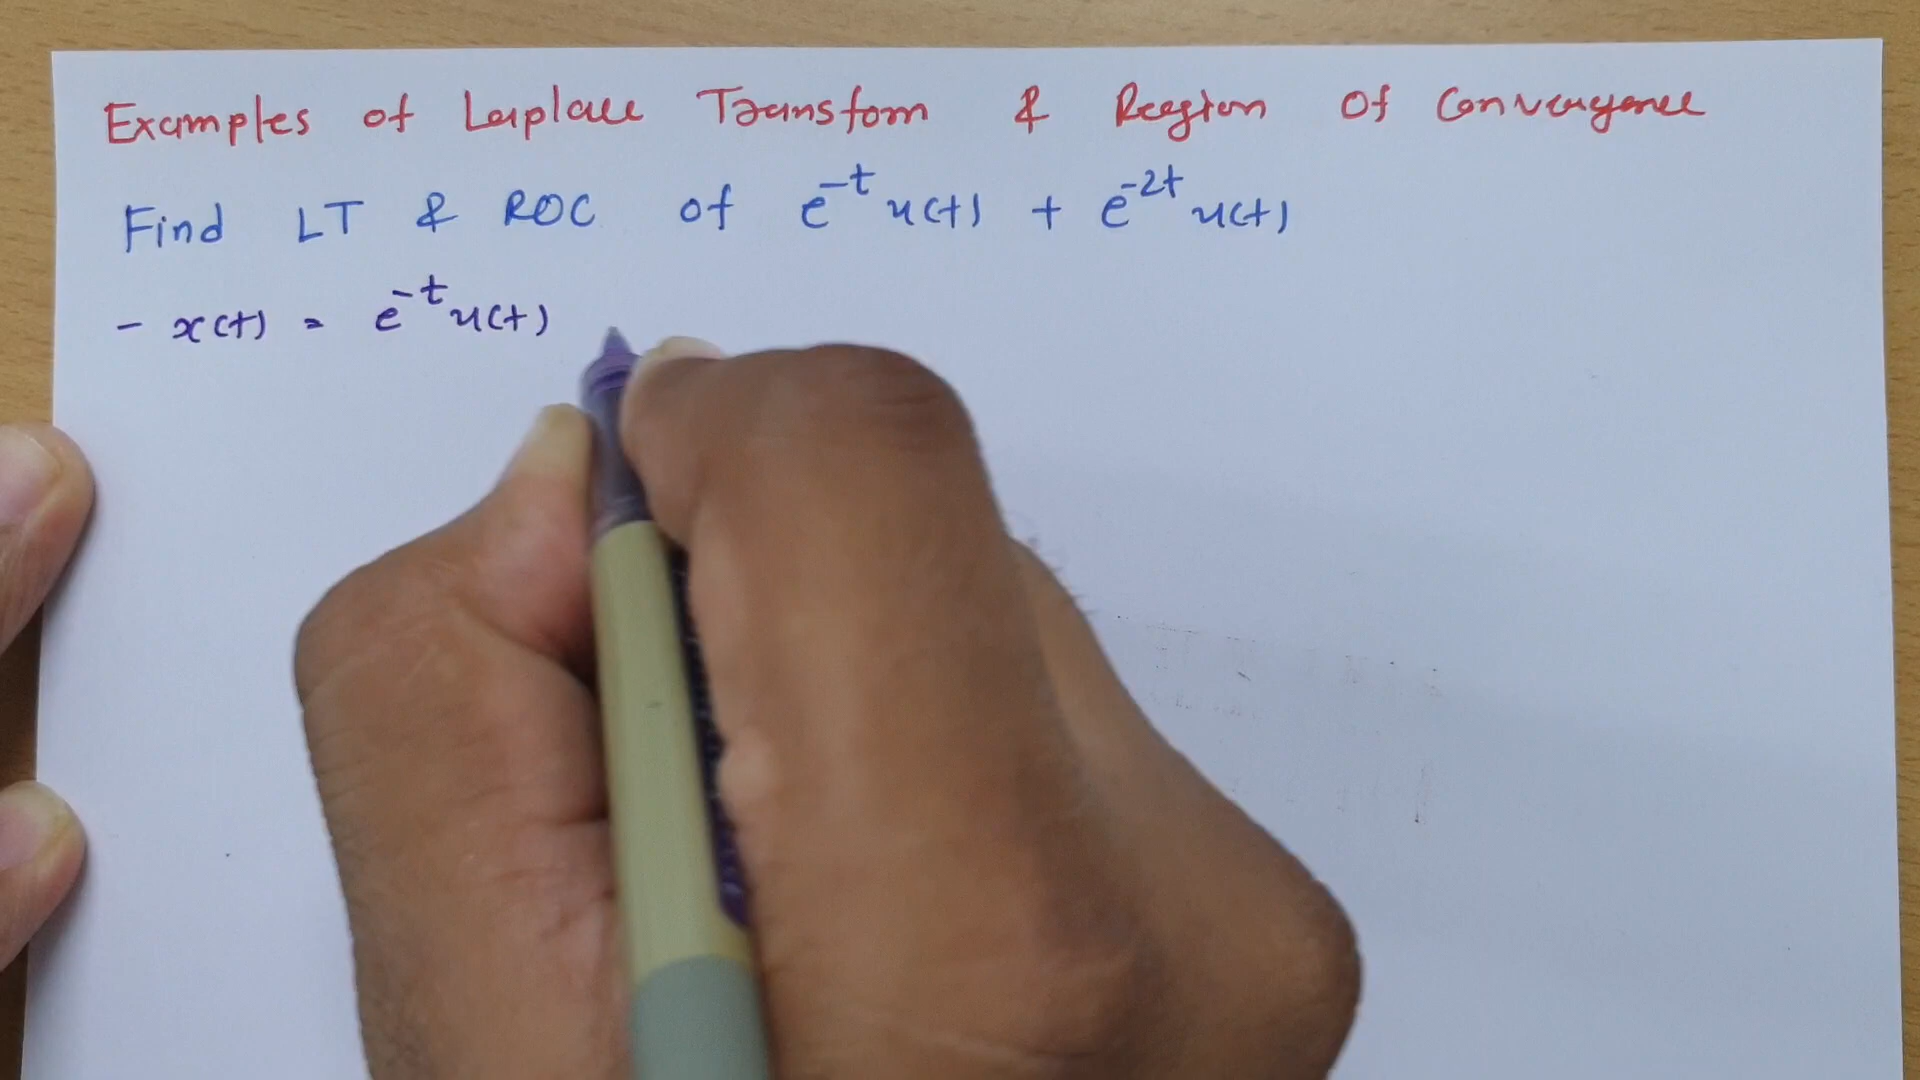 Examples of Laplace Transform & Region Of Convergence
Find LT & ROC of e^-t u(t) + e^-2t u(t)
- x(t) = e^-t u(t)